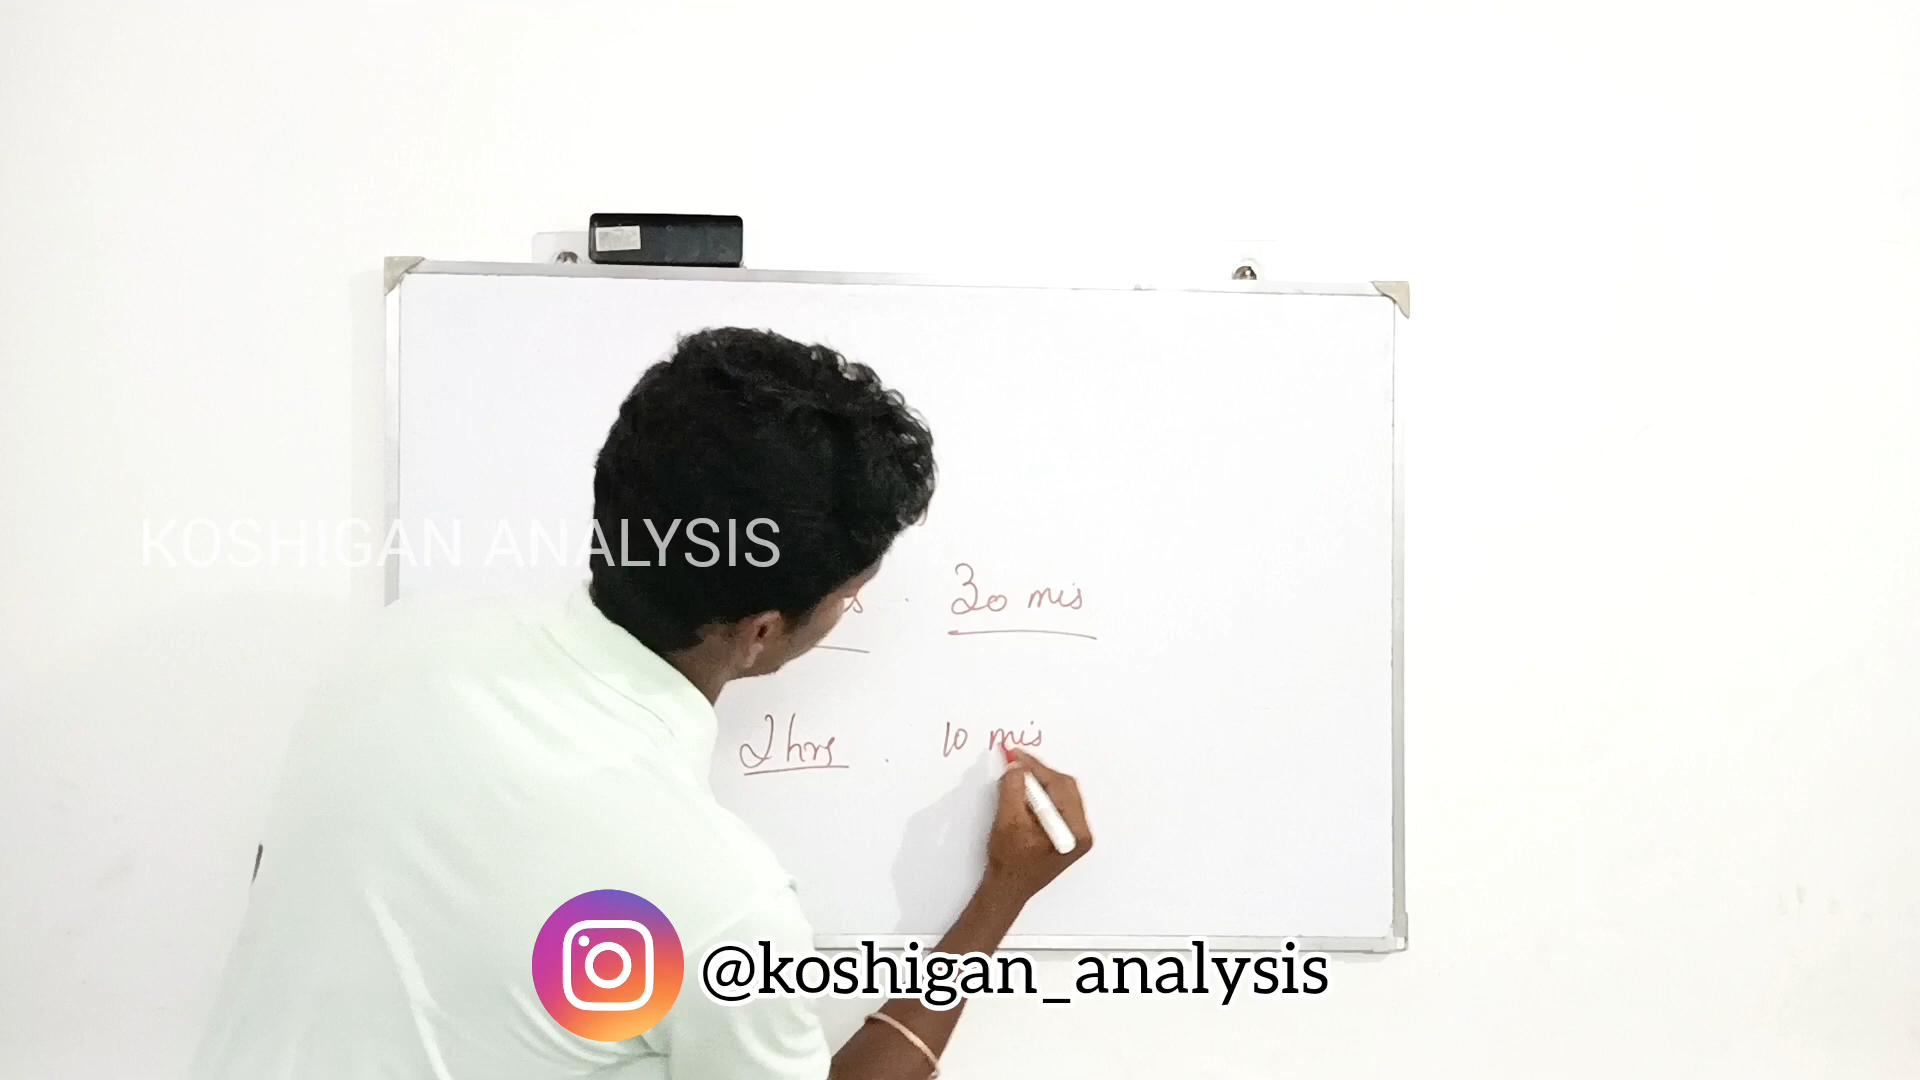 KOSHIGAN ANALYSIS
30 mis
2 hrs . 10 mis
@koshigan_analysis